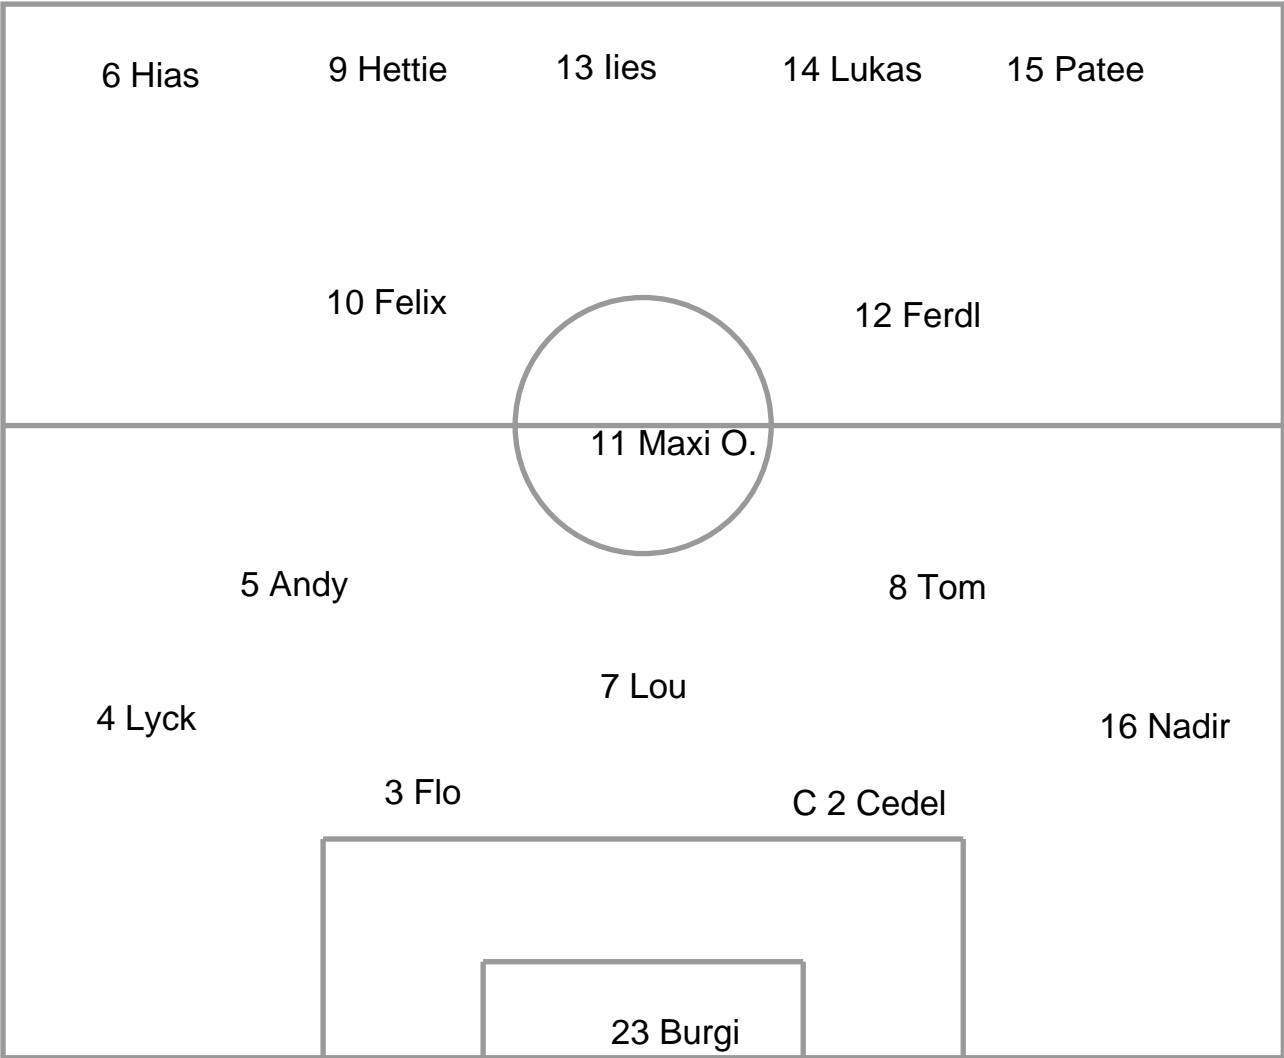 6 Hias
9 Hettie
13 Iies
14 Lukas
15 Patee
10 Felix
12 Ferdl
11 Maxi O.
5 Andy
8 Tom
7 Lou
4 Lyck
16 Nadir
3 Flo
C 2 Cedel
23 Burgi